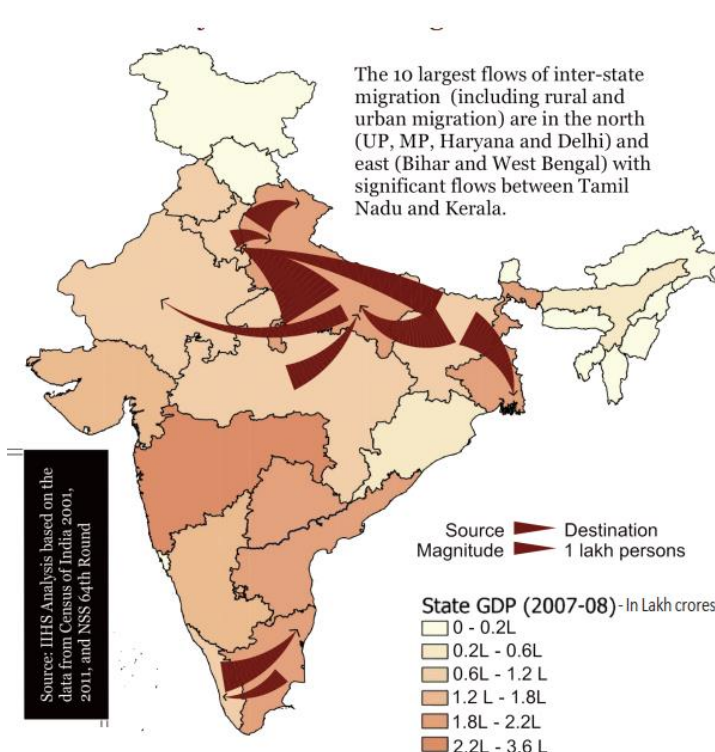 The 10 largest flows of inter-state
migration (including rural and
urban migration) are in the north
(UP, MP, Haryana and Delhi) and
east (Bihar and West Bengal) with
significant flows between Tamil
Nadu and Kerala.
Source: IIHS Analysis based on the
data from Census of India 2001,
2011, and NSS 64th Round
Source Destination
Magnitude 1 lakh persons
State GDP (2007-08) - In Lakh crores
0 - 0.2L
0.2L - 0.6L
0.6L - 1.2 L
1.2 L - 1.8L
1.8L - 2.2L
2.2L - 3.6 L